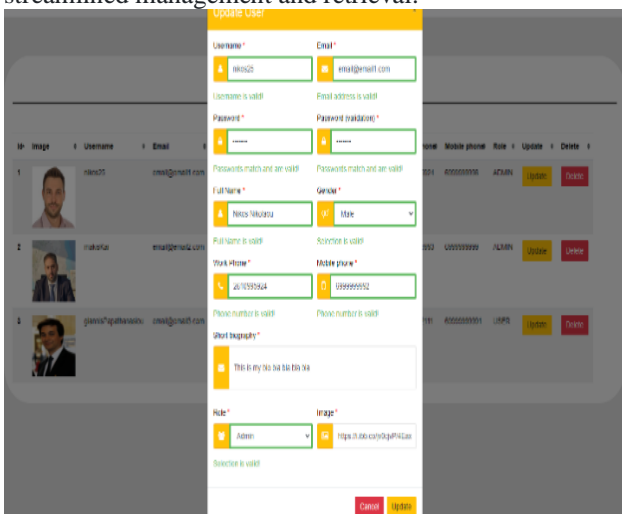 streamlined management and retrieval.
Update User
Username * Email *
nikos25 email@email1.com
Username is valid! Email address is valid!
Password * Password (validation) *
Passwords match and are valid! Passwords match and are valid!
Full Name * Gender *
Nikos Nikolaou Male
Full Name is valid! Selection is valid!
Work Phone * Mobile phone *
Phone number is valid! Phone number is valid!
Short biography *
This is my bio bla bla bla bla
Role * Image *
Admin
Selection is valid!
Cancel Update
Id Image Username Email Mobile phone Role Update Delete
1 nikos25 email@email1.com ADMIN Update Delete
2 email@email2.com ADMIN Update Delete
USER Update Delete